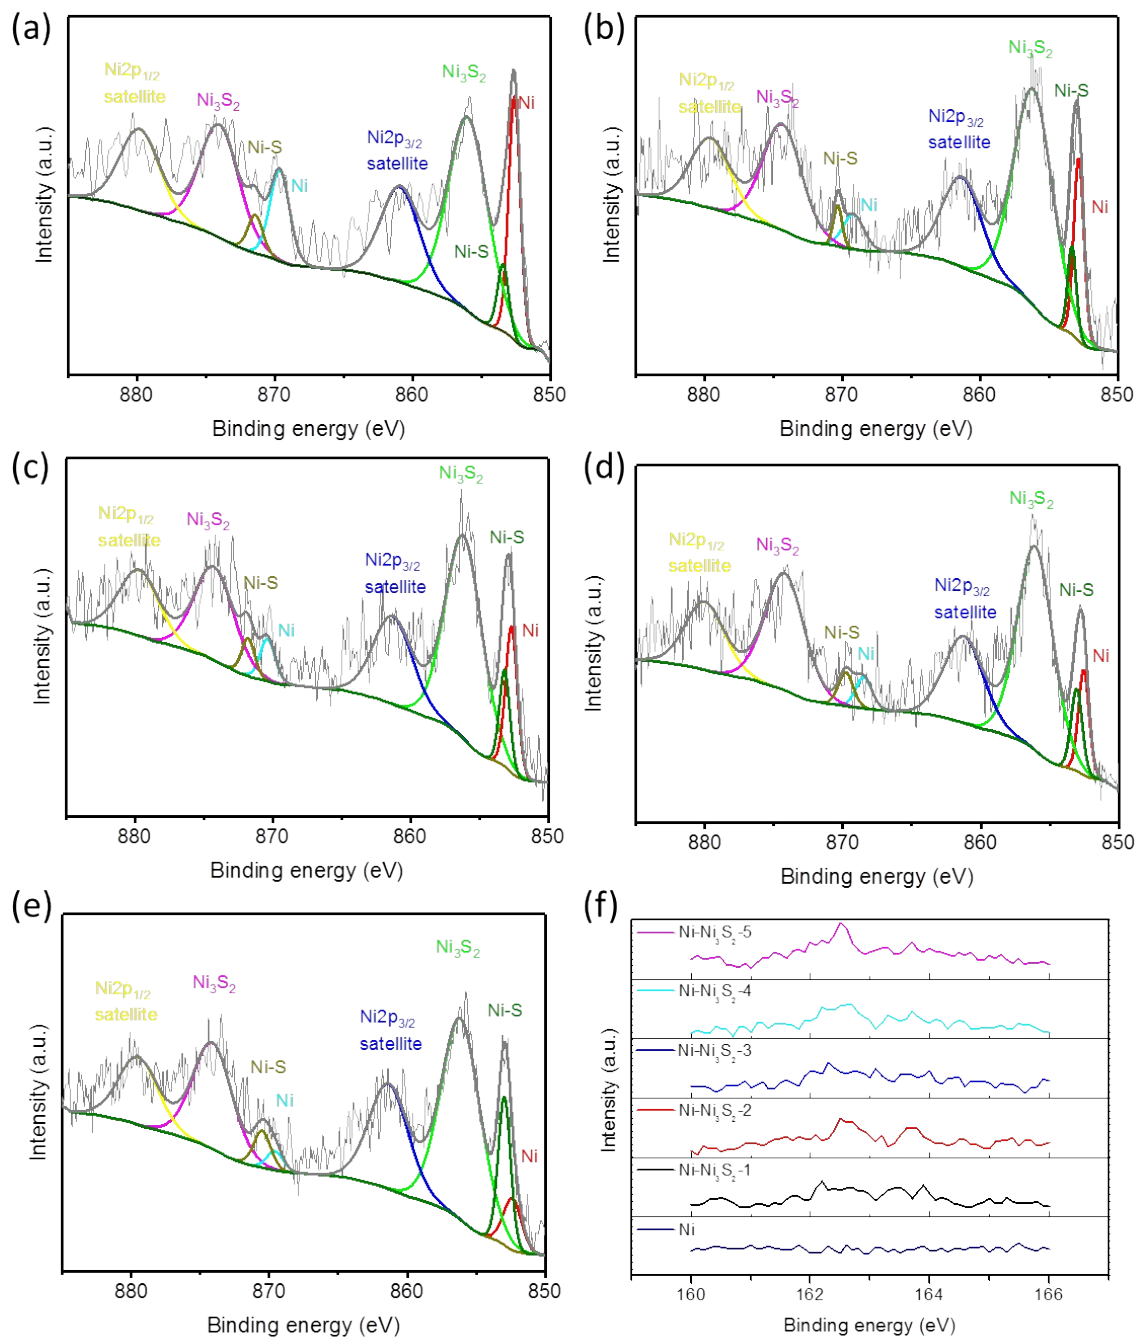 (a)
Ni2p1/2
satellite
Ni3S2
Ni-S
Ni
Ni2p3/2
satellite
Ni3S2
Ni
Ni-S
Intensity (a.u.)
880 870 860 850
Binding energy (eV)
(b)
Ni2p1/2
satellite
Ni3S2
Ni-S
Ni
Ni2p3/2
satellite
Ni3S2
Ni-S
Ni
Intensity (a.u.)
880 870 860 850
Binding energy (eV)
(c)
Ni2p1/2
satellite
Ni3S2
Ni-S
Ni
Ni2p3/2
satellite
Ni3S2
Ni-S
Ni
Intensity (a.u.)
880 870 860 850
Binding energy (eV)
(d)
Ni2p1/2
satellite
Ni3S2
Ni-S
Ni
Ni2p3/2
satellite
Ni3S2
Ni-S
Ni
Intensity (a.u.)
880 870 860 850
Binding energy (eV)
(e)
Ni2p1/2
satellite
Ni3S2
Ni-S
Ni
Ni2p3/2
satellite
Ni3S2
Ni-S
Ni
Intensity (a.u.)
880 870 860 850
Binding energy (eV)
(f)
Ni-Ni3S2-5
Ni-Ni3S2-4
Ni-Ni3S2-3
Ni-Ni3S2-2
Ni-Ni3S2-1
Ni
Intensity (a.u.)
160 162 164 166
Binding energy (eV)